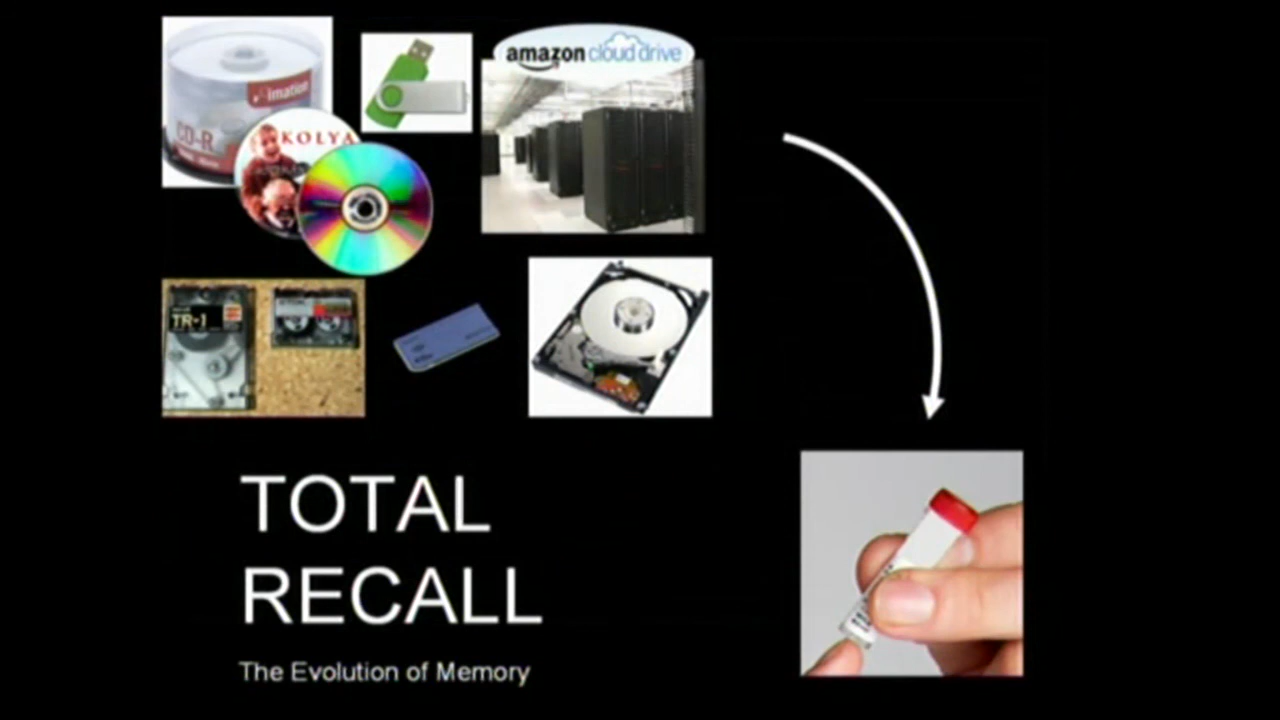 imation
CD-R
KOLYA
amazon cloud drive
TR-1
TOTAL
RECALL
The Evolution of Memory